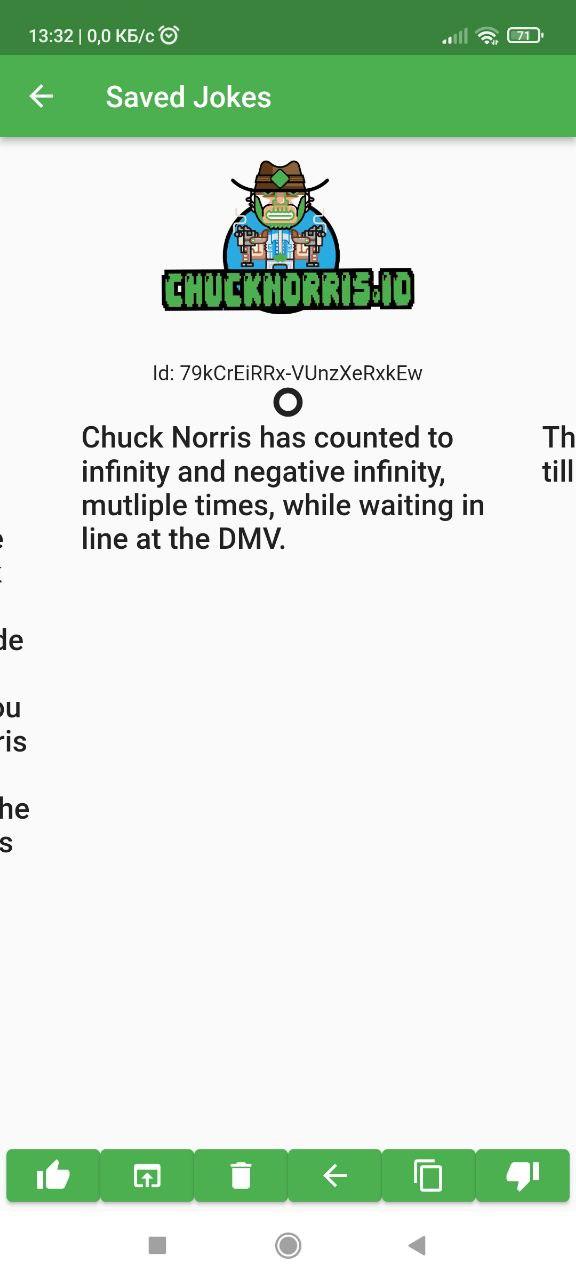 13:32 | 0,0 КБ/с
71
Saved Jokes
CHUCKNORRIS.IO
Id: 79kCrEiRRx-VUnzXeRxkEw
Chuck Norris has counted to
infinity and negative infinity,
mutliple times, while waiting in
line at the DMV.
Th
till
de
ou
ris
he
s